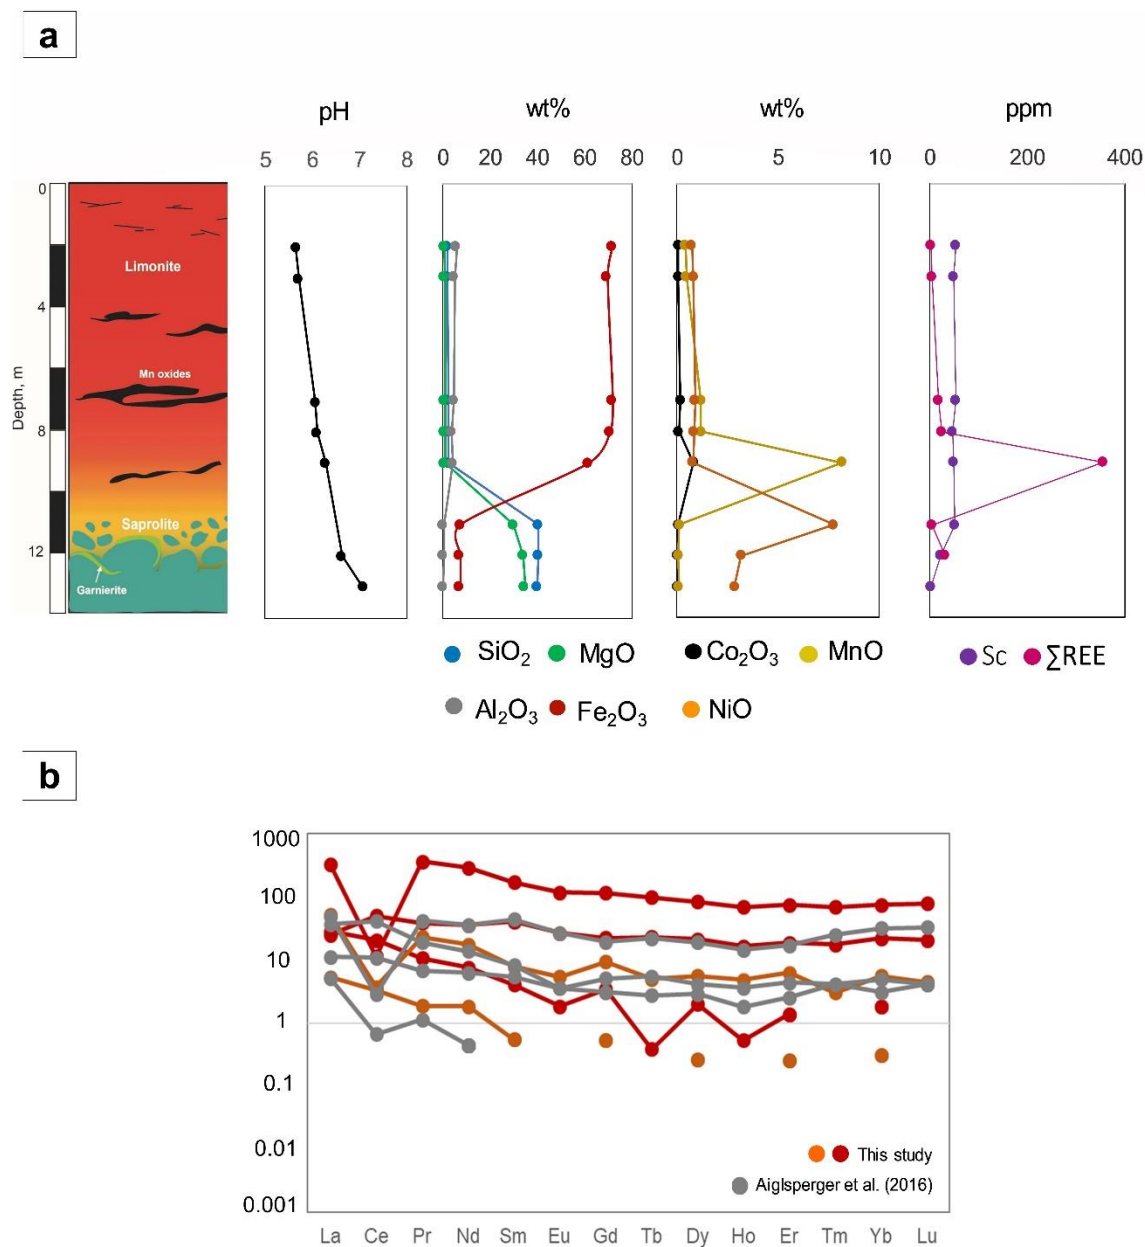 a
pH
wt%
wt%
ppm
5 6 7 8
0 20 40 60 80
0 5 10
0 200 400
0
4
8
12
Depth, m
Limonite
Mn oxides
Saprolite
Garnierite
SiO₂ MgO
Al₂O₃ Fe₂O₃
Co₂O₃ MnO
NiO
Sc ∑REE
b
1000
100
10
1
0.1
0.01
0.001
This study
Aiglsperger et al. (2016)
La Ce Pr Nd Sm Eu Gd Tb Dy Ho Er Tm Yb Lu